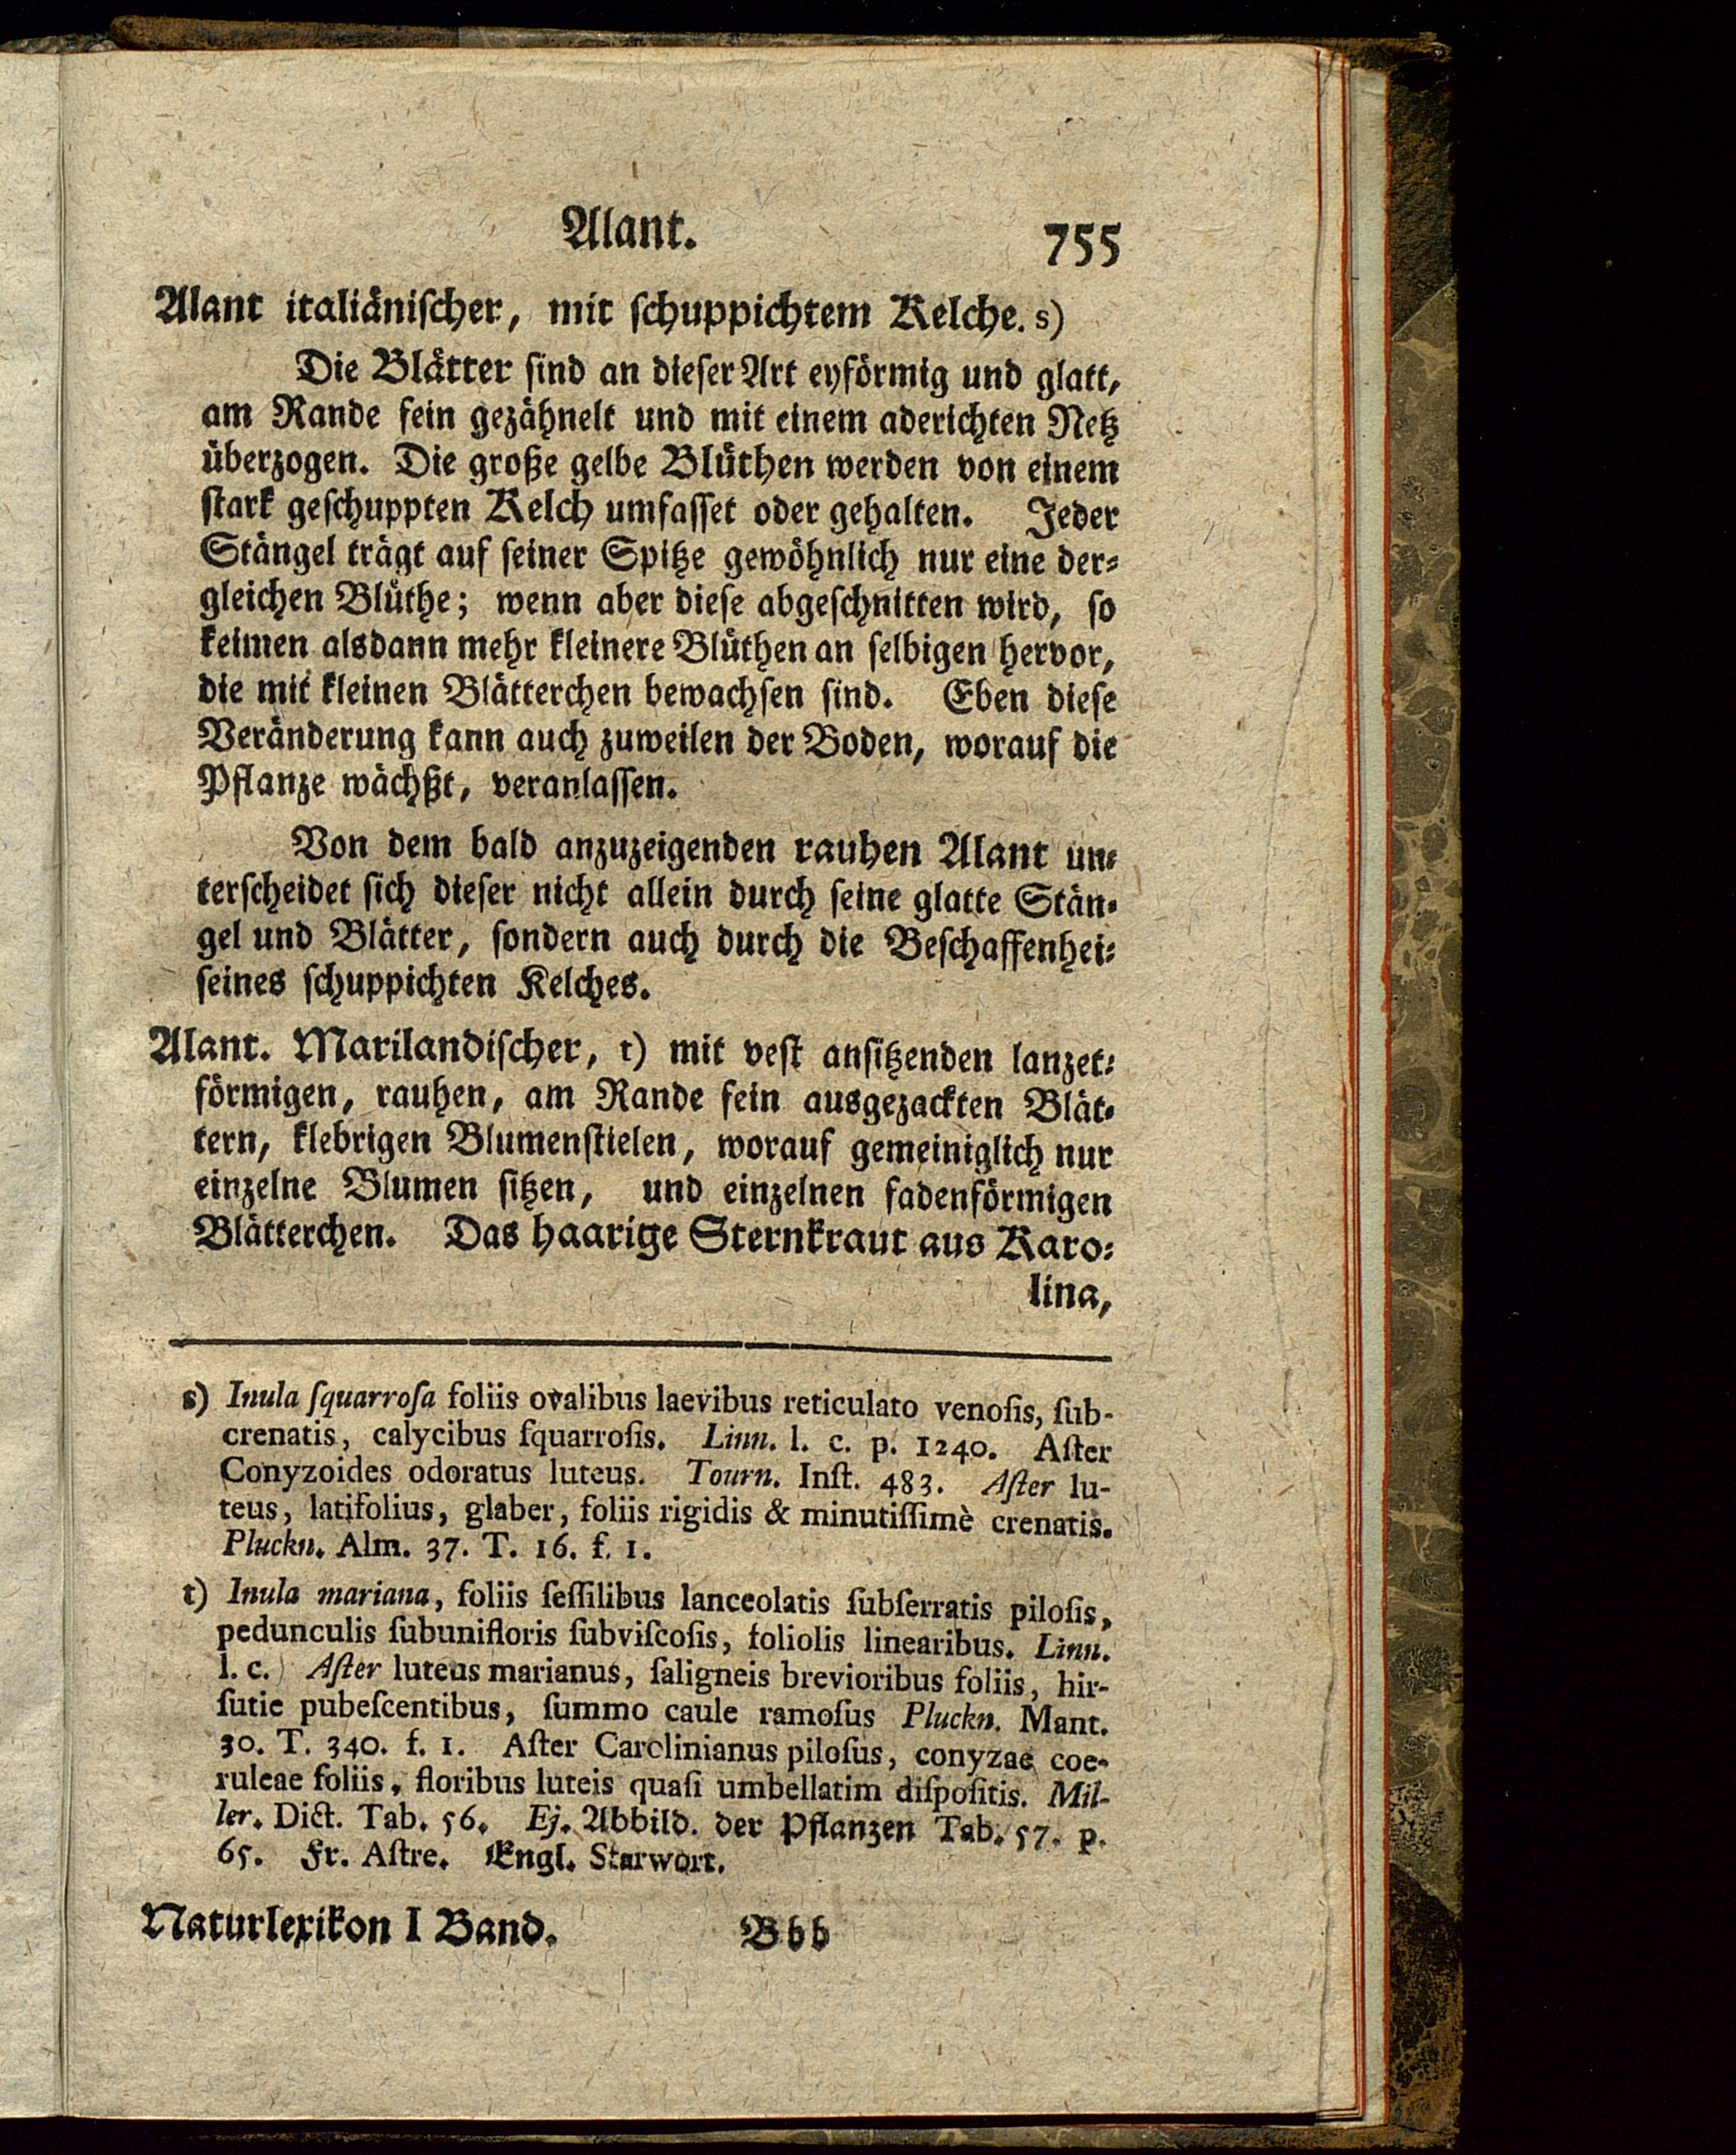 Alant.
755
Alant italiänischer, mit schuppichtem Kelche. s)
Die Blätter sind an dieser Art eyförmig und glatt,
am Rande fein gezähnelt und mit einem aderichten Netz
überzogen. Die große gelbe Blüthen werden von einem
stark geschuppten Kelch umfasset oder gehalten. Jeder
Stängel trägt auf seiner Spitze gewöhnlich nur eine der⸗
gleichen Blüthe; wenn aber diese abgeschnitten wird, so
keimen alsdann mehr kleinere Blüthen an selbigen hervor,
die mit kleinen Blätterchen bewachsen sind. Eben diese
Veränderung kann auch zuweilen der Boden, worauf die
Pflanze wächßt, veranlassen.
Von dem bald anzuzeigenden rauhen Alant un⸗
terscheidet sich dieser nicht allein durch seine glatte Stän⸗
gel und Blätter, sondern auch durch die Beschaffenhei⸗
seines schuppichten Kelches.
Alant. Marilandischer, t) mit vest ansitzenden lanzet⸗
förmigen, rauhen, am Rande fein ausgezackten Blät⸗
tern, klebrigen Blumenstielen, worauf gemeiniglich nur
einzelne Blumen sitzen, und einzelnen fadenförmigen
Blätterchen. Das haarige Sternkraut aus Karo⸗
lina,
s) Inula ſquarroſa foliis ovalibus laevibus reticulato venoſis, ſub-
crenatis, calycibus ſquarroſis. Linn. l. c. p. 1240. Aſter
Conyzoides odoratus luteus. Tourn. Inſt. 483. Aſter lu-
teus, latifolius, glaber, foliis rigidis & minutiſſimè crenatis.
Pluckn. Alm. 37. T. 16. f. 1.
t) Inula mariana, foliis ſeſſilibus lanceolatis ſubſerratis piloſis,
pedunculis ſubunifloris ſubviſcoſis, foliolis linearibus. Linn.
l. c.) Aſter luteus marianus, ſaligneis brevioribus foliis, hir-
ſutie pubeſcentibus, ſummo caule ramoſus Pluckn. Mant.
30. T. 340. f. 1. Aſter Carolinianus piloſus, conyzae coe-
ruleae foliis, floribus luteis quaſi umbellatim diſpoſitis. Mil-
ler. Dict. Tab. 56. Ej. Abbild. der Pflanzen Tab. 57. p.
65. Fr. Aſtre. Engl. Starwort.
Naturlexikon I Band. Bbb